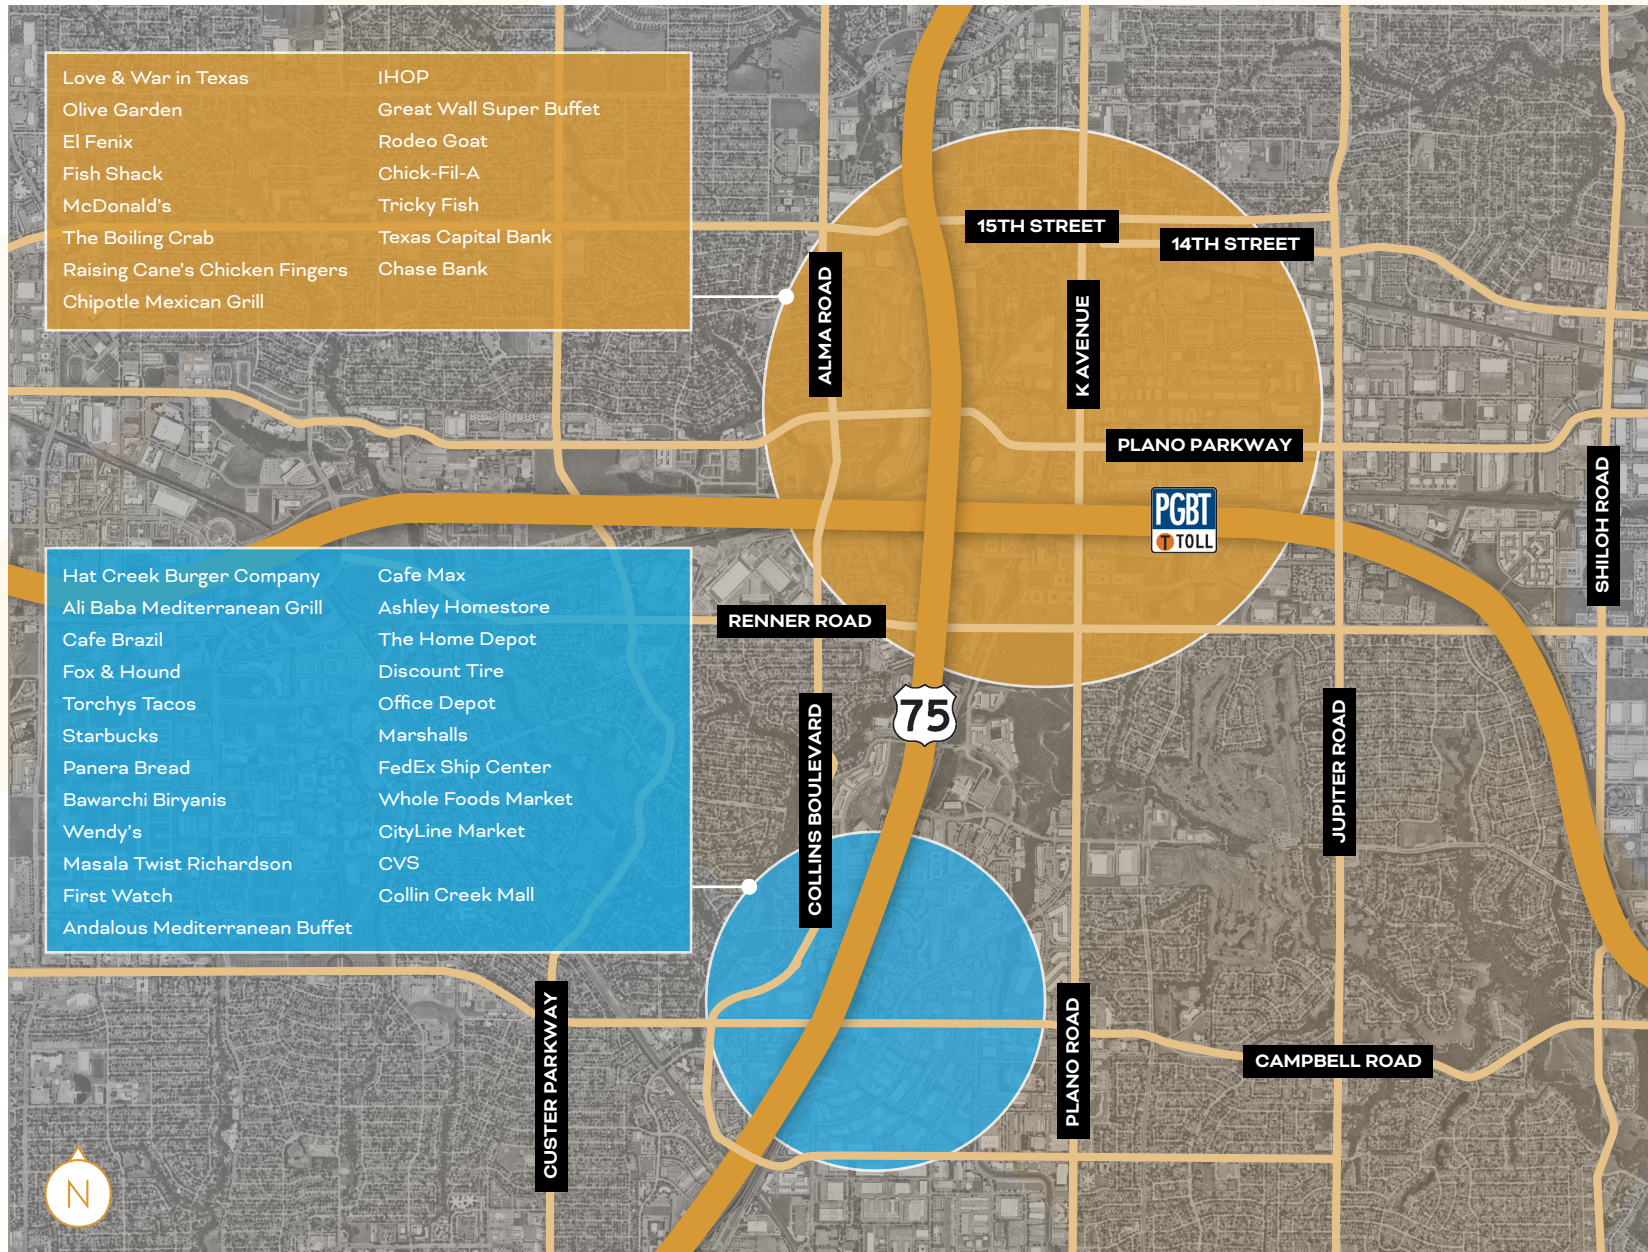 Love & War in Texas
Olive Garden
El Fenix
Fish Shack
McDonald's
The Boiling Crab
Raising Cane's Chicken Fingers
Chipotle Mexican Grill
IHOP
Great Wall Super Buffet
Rodeo Goat
Chick-Fil-A
Tricky Fish
Texas Capital Bank
Chase Bank
15TH STREET
14TH STREET
ALMA ROAD
K AVENUE
PLANO PARKWAY
SHILOH ROAD
PGBT
T TOLL
RENNER ROAD
Hat Creek Burger Company
Ali Baba Mediterranean Grill
Cafe Brazil
Fox & Hound
Torchys Tacos
Starbucks
Panera Bread
Bawarchi Biryanis
Wendy's
Masala Twist Richardson
First Watch
Andalous Mediterranean Buffet
Cafe Max
Ashley Homestore
The Home Depot
Discount Tire
Office Depot
Marshalls
FedEx Ship Center
Whole Foods Market
CityLine Market
CVS
Collin Creek Mall
75
COLLINS BOULEVARD
JUPITER ROAD
CUSTER PARKWAY
PLANO ROAD
CAMPBELL ROAD
N